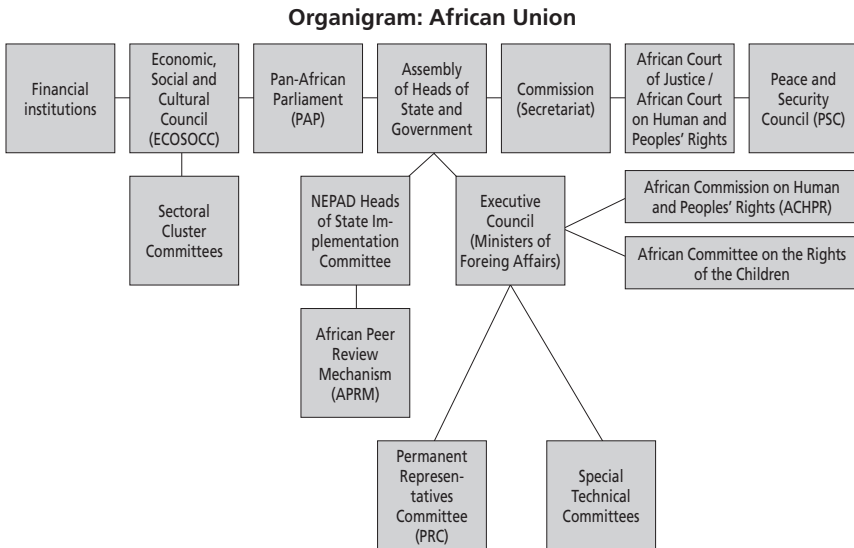 Organigram: African Union
Financial
institutions
Economic,
Social and
Cultural
Council
(ECOSOCC)
Pan-African
Parliament
(PAP)
Assembly
of Heads of
State and
Government
Commission
(Secretariat)
African Court
of Justice /
African Court
on Human and
Peoples' Rights
Peace and
Security
Council (PSC)
Sectoral
Cluster
Committees
NEPAD Heads
of State Im-
plementation
Committee
Executive
Council
(Ministers of
Foreing Affairs)
African Commission on Human
and Peoples' Rights (ACHPR)
African Committee on the Rights
of the Children
African Peer
Review
Mechanism
(APRM)
Permanent
Represen-
tatives
Committee
(PRC)
Special
Technical
Committees